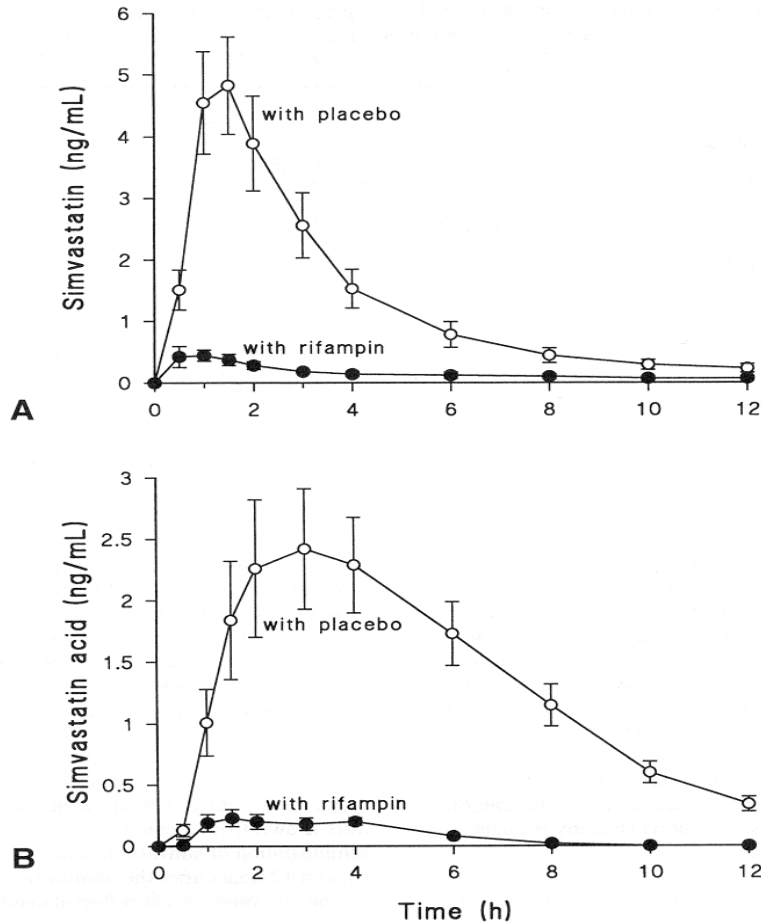 6
5
4
3
2
1
0
Simvastatin (ng/mL)
with placebo
with rifampin
0 2 4 6 8 10 12
A
3
2.5
2
1.5
1
0.5
0
Simvastatin acid (ng/mL)
with placebo
with rifampin
0 2 4 6 8 10 12
B
Time (h)